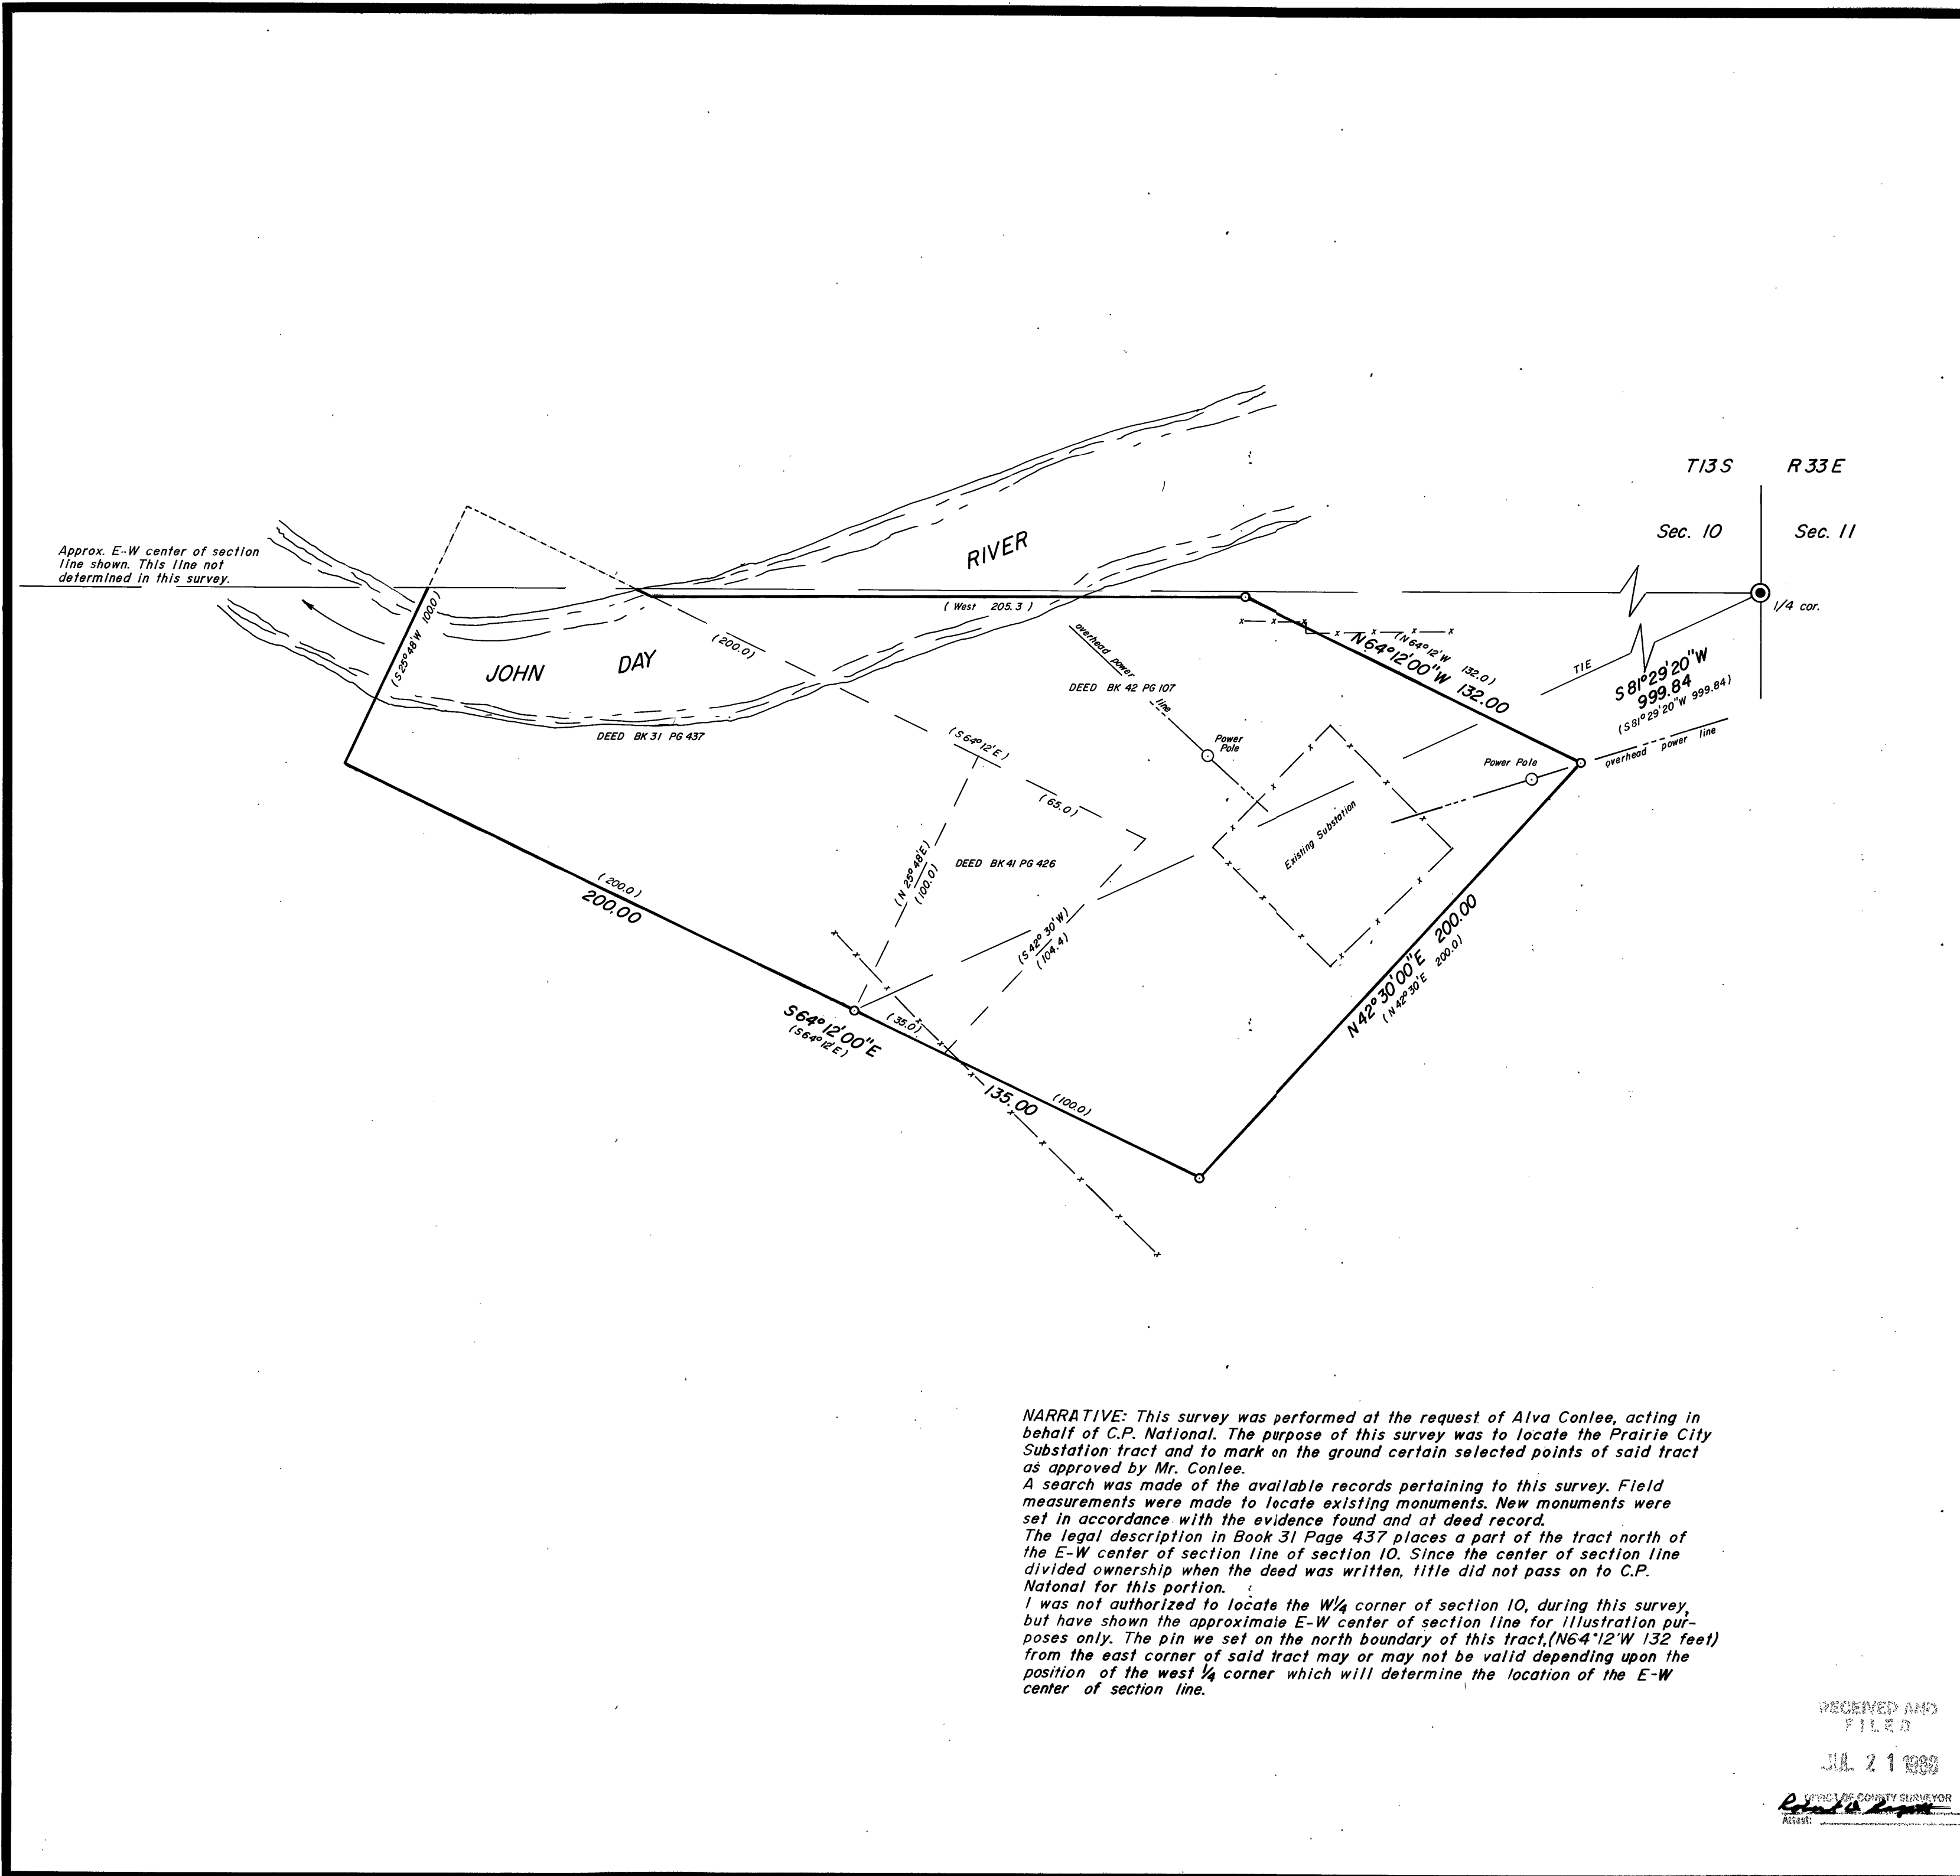 T13S R33E
Sec. 10 Sec. 11
1/4 cor.
Approx. E-W center of section
line shown. This line not
determined in this survey.
RIVER
JOHN DAY
(S25°48'W 100.0)
(200.0)
( West 205.3 )
overhead power line
DEED BK 42 PG 107
DEED BK 31 PG 437
(N64°12'W 132.0)
N64°12'00"W 132.00
TIE
S81°29'20"W
999.84
(S81°29'20"W 999.84)
overhead power line
Power Pole
Power
Pole
Existing Substation
(S64°12'E)
(65.0)
(N 25°48'E)
(100.0)
DEED BK 41 PG 426
(S42°30'W)
(104.4)
(200.0)
200.00
S64°12'00"E
(S64°12'E)
(35.0)
135.00
(100.0)
N42°30'00"E 200.00
(N42°30'E 200.0)
NARRATIVE: This survey was performed at the request of Alva Conlee, acting in
behalf of C.P. National. The purpose of this survey was to locate the Prairie City
Substation tract and to mark on the ground certain selected points of said tract
as approved by Mr. Conlee.
A search was made of the available records pertaining to this survey. Field
measurements were made to locate existing monuments. New monuments were
set in accordance with the evidence found and at deed record.
The legal description in Book 31 Page 437 places a part of the tract north of
the E-W center of section line of section 10. Since the center of section line
divided ownership when the deed was written, title did not pass on to C.P.
Natonal for this portion.
I was not authorized to locate the W1/4 corner of section 10, during this survey,
but have shown the approximate E-W center of section line for illustration pur-
poses only. The pin we set on the north boundary of this tract,(N64°12'W 132 feet)
from the east corner of said tract may or may not be valid depending upon the
position of the west 1/4 corner which will determine the location of the E-W
center of section line.
RECEIVED AND
FILED
JUL 21
OFFICE OF COUNTY SURVEYOR
Attest: